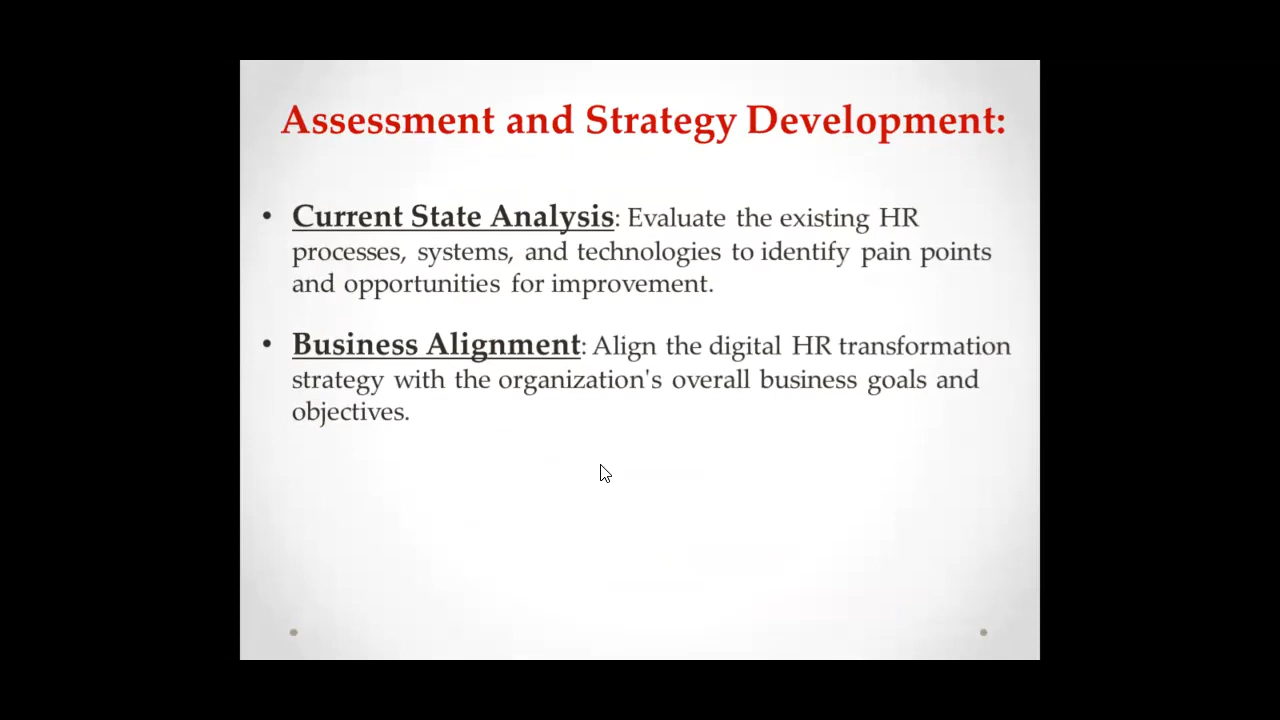 Assessment and Strategy Development:
• Current State Analysis: Evaluate the existing HR
processes, systems, and technologies to identify pain points
and opportunities for improvement.
• Business Alignment: Align the digital HR transformation
strategy with the organization's overall business goals and
objectives.